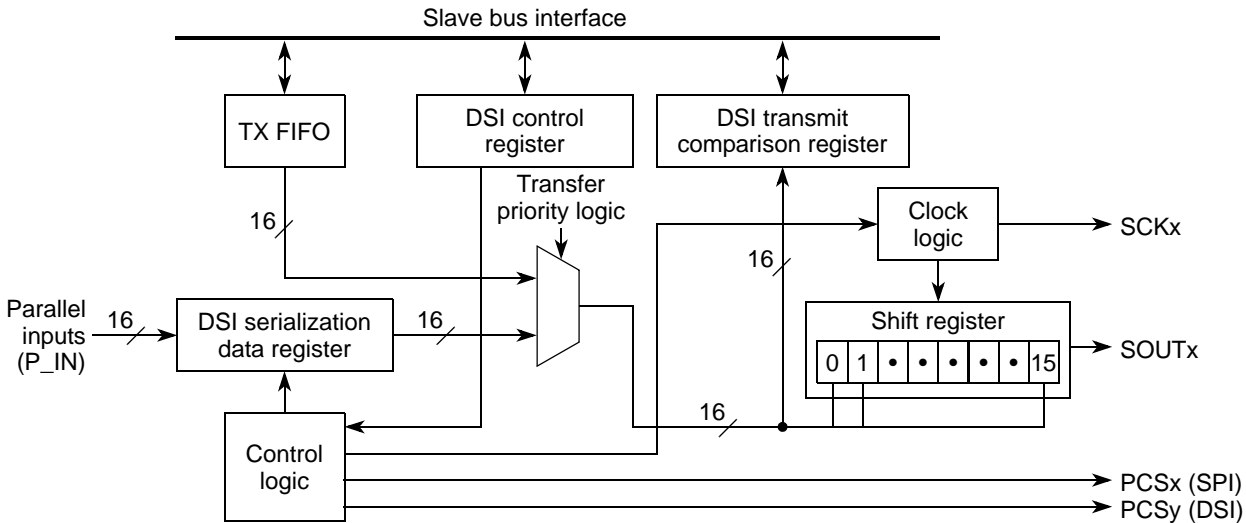 Slave bus interface
TX FIFO
DSI control
register
DSI transmit
comparison register
Transfer
priority logic
16
Clock
logic
SCKx
16
Parallel
inputs
(P_IN)
16
DSI serialization
data register
16
Shift register
0 1 • • • • • 15
SOUTx
16
Control
logic
PCSx (SPI)
PCSy (DSI)